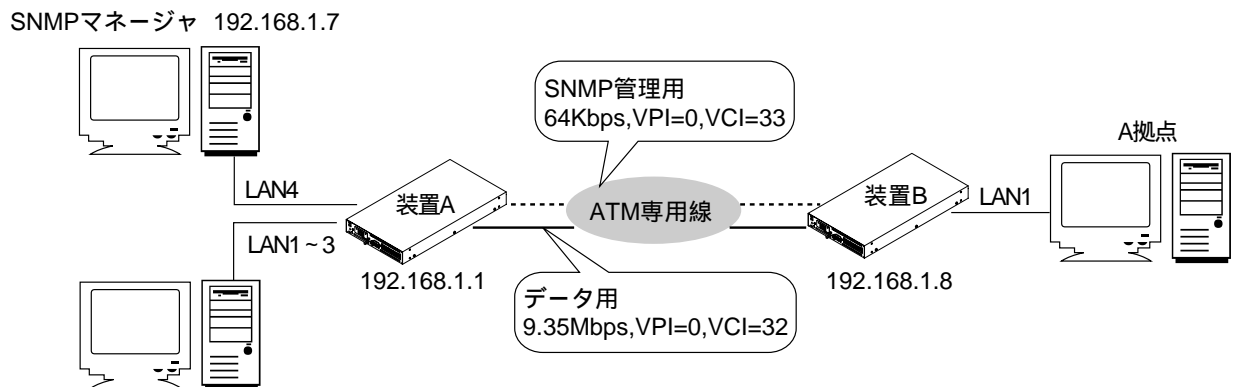 SNMPマネージャ 192.168.1.7
SNMP管理用
64Kbps,VPI=0,VCI=33
A拠点
LAN4
装置A
ATM専用線
装置B
LAN1
LAN1~3
192.168.1.1
192.168.1.8
データ用
9.35Mbps,VPI=0,VCI=32